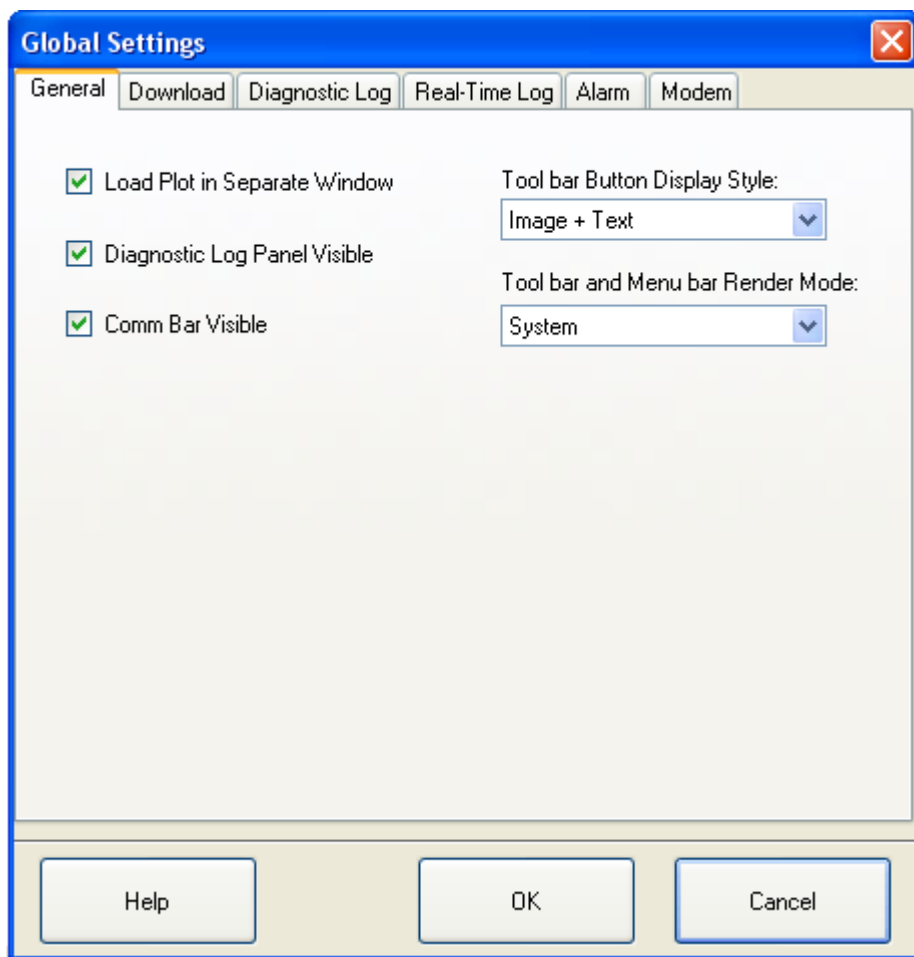 Global Settings
General Download Diagnostic Log Real-Time Log Alarm Modem
Load Plot in Separate Window
Diagnostic Log Panel Visible
Comm Bar Visible
Tool bar Button Display Style:
Image + Text
Tool bar and Menu bar Render Mode:
System
Help OK Cancel